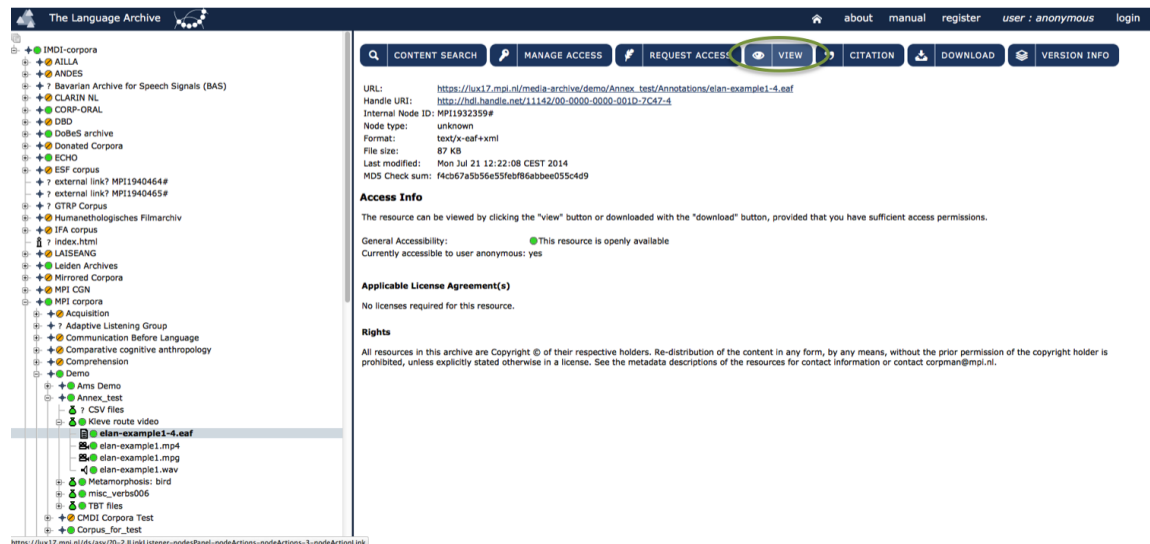 The Language Archive
about manual register user : anonymous login
IMDI-corpora
AILLA
ANDES
? Bavarian Archive for Speech Signals (BAS)
CLARIN NL
CORP-ORAL
DBD
DoBeS archive
Donated Corpora
ECHO
ESF corpus
? external link? MPI1940464#
? external link? MPI1940465#
? GTRP Corpus
Humanethologisches Filmarchiv
IFA corpus
? index.html
LAISEANG
Leiden Archives
Mirrored Corpora
MPI CGN
MPI corpora
Acquisition
? Adaptive Listening Group
Communication Before Language
Comparative cognitive anthropology
Comprehension
Demo
Ams Demo
Annex_test
? CSV files
Kleve route video
elan-example1-4.eaf
elan-example1.mp4
elan-example1.mpg
elan-example1.wav
Metamorphosis: bird
misc_verbs006
TBT files
CMDI Corpora Test
Corpus_for_test
CONTENT SEARCH MANAGE ACCESS REQUEST ACCESS VIEW CITATION DOWNLOAD VERSION INFO
URL: https://lux17.mpi.nl/media-archive/demo/Annex_test/Annotations/elan-example1-4.eaf
Handle URI: http://hdl.handle.net/11142/00-0000-0000-001D-7C47-4
Internal Node ID: MPI1932359#
Node type: unknown
Format: text/x-eaf+xml
File size: 87 KB
Last modified: Mon Jul 21 12:22:08 CEST 2014
MD5 Check sum: f4cb67a5b56e55febf86abbee055c4d9
Access Info
The resource can be viewed by clicking the "view" button or downloaded with the "download" button, provided that you have sufficient access permissions.
General Accessibility: This resource is openly available
Currently accessible to user anonymous: yes
Applicable License Agreement(s)
No licenses required for this resource.
Rights
All resources in this archive are Copyright © of their respective holders. Re-distribution of the content in any form, by any means, without the prior permission of the copyright holder is
prohibited, unless explicitly stated otherwise in a license. See the metadata descriptions of the resources for contact information or contact corpman@mpi.nl.